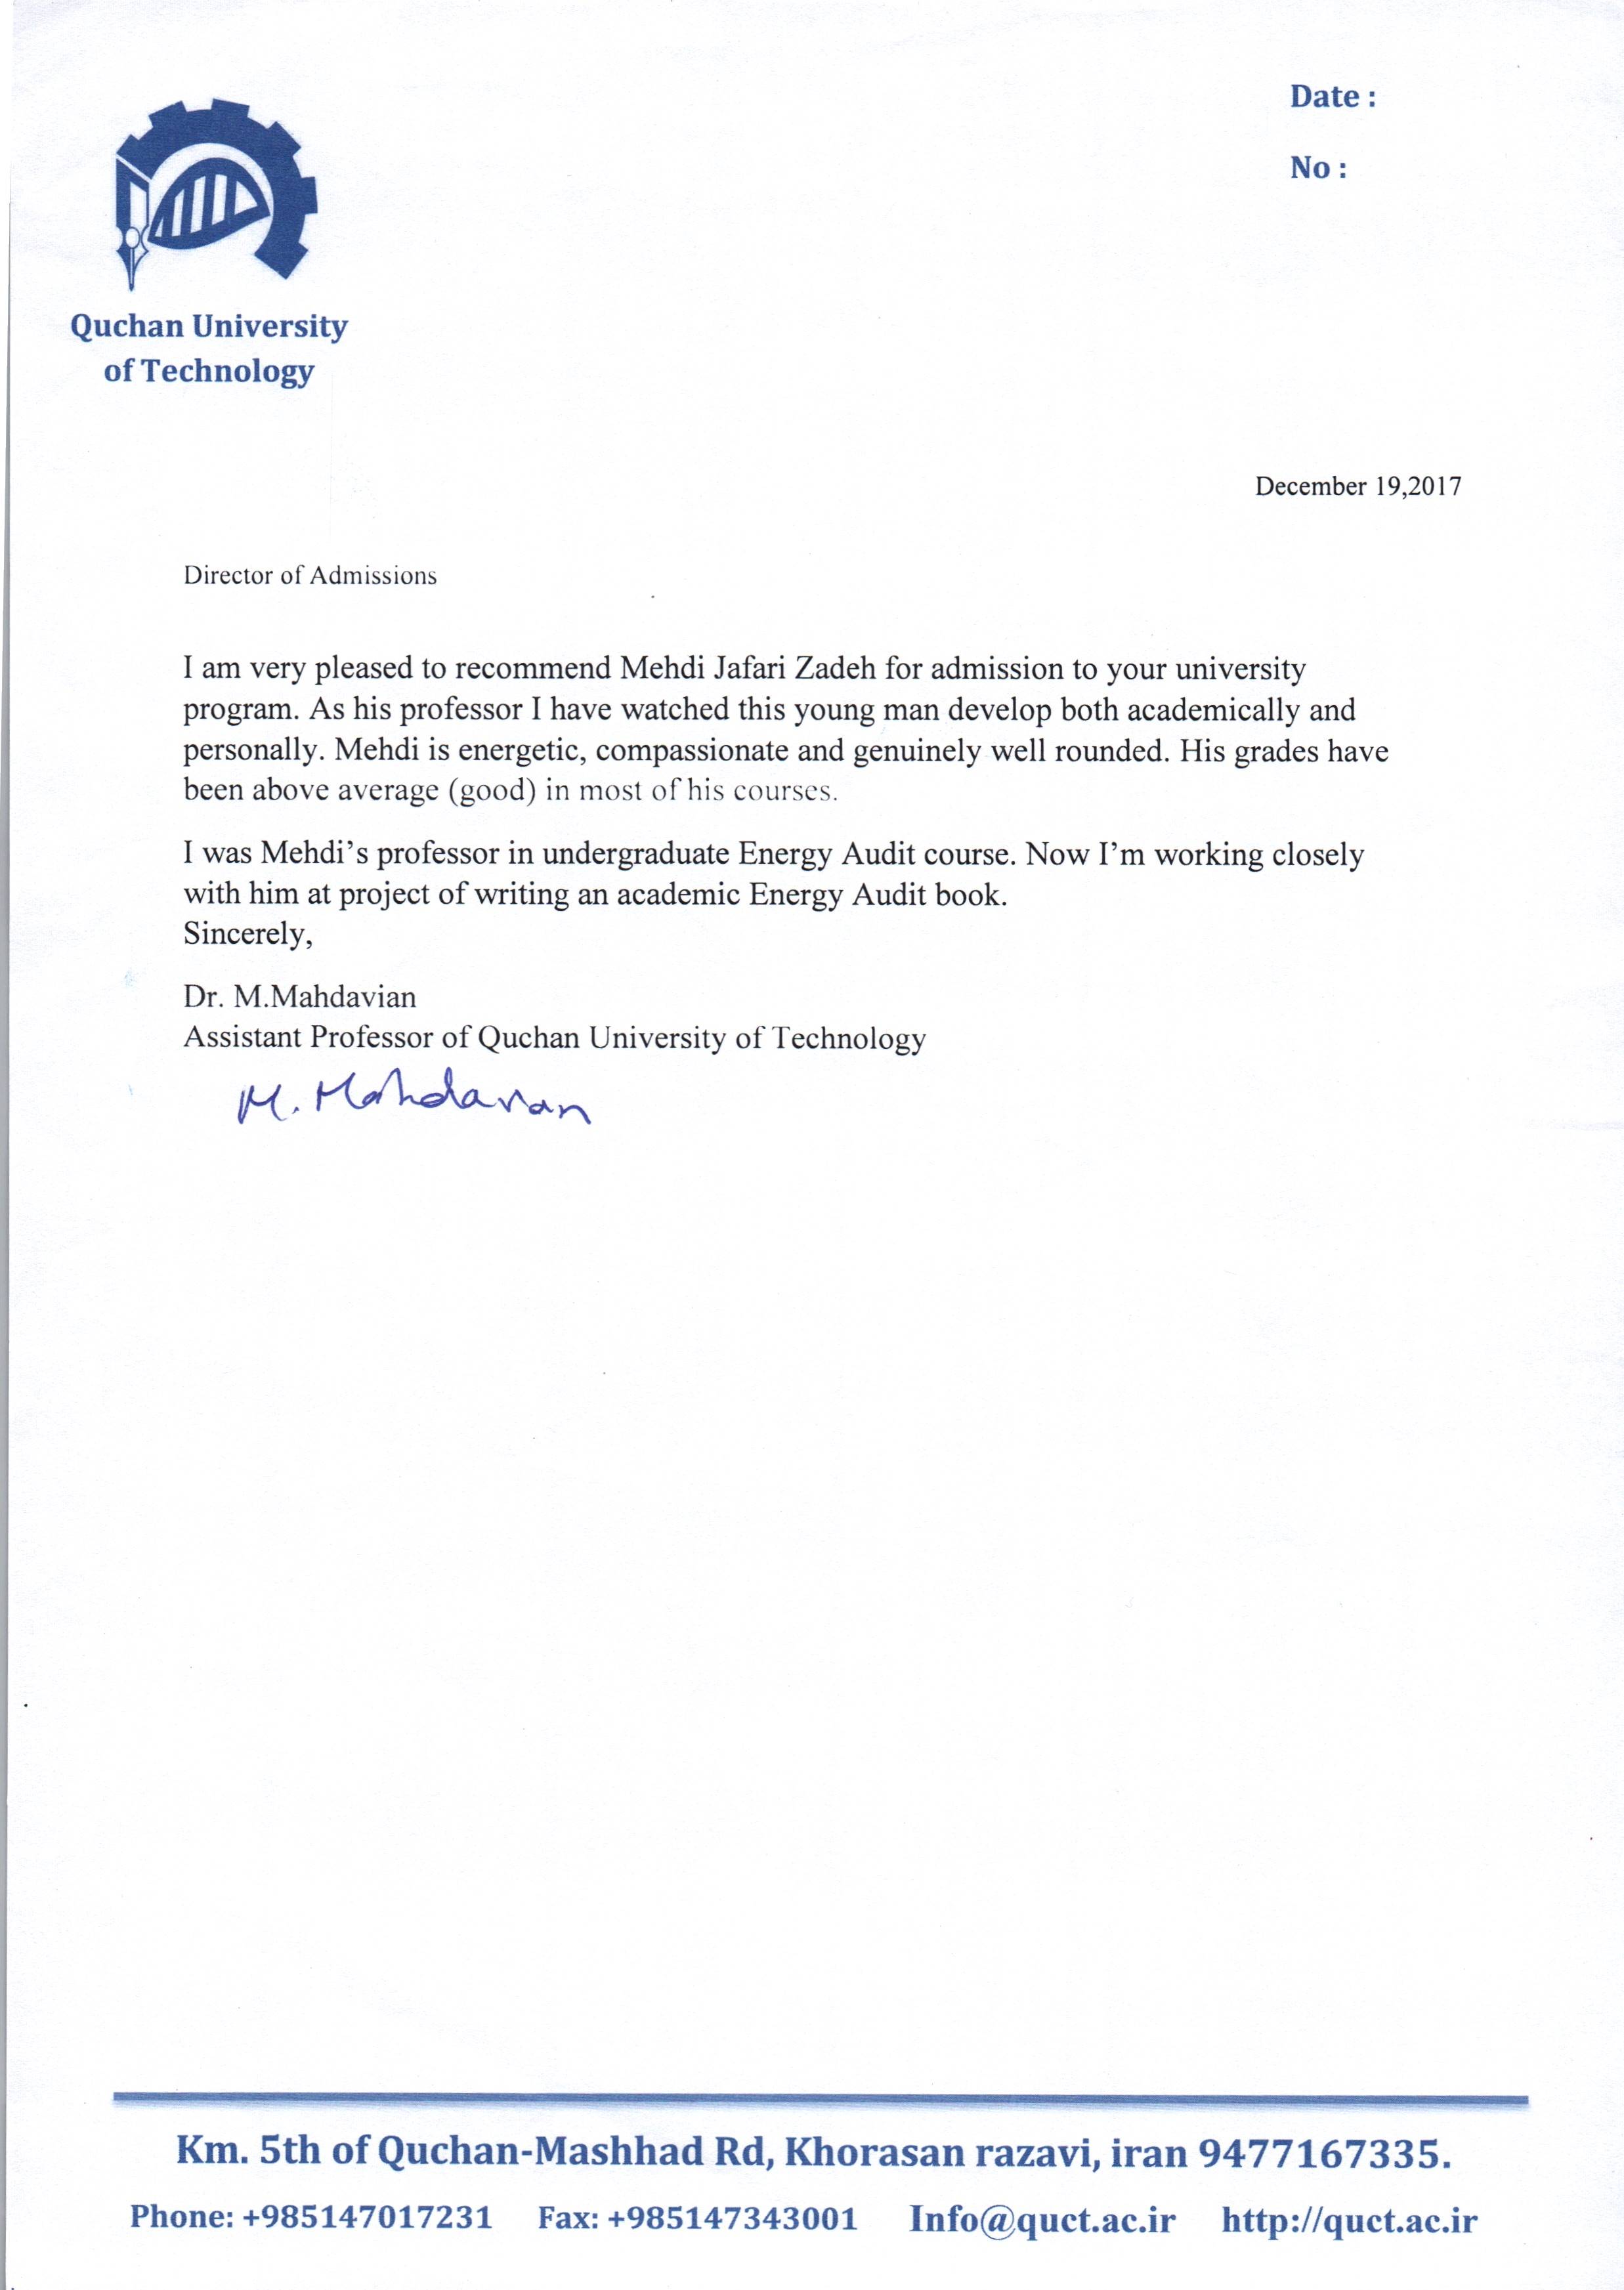 Date :
No :
Quchan University
of Technology
December 19,2017
Director of Admissions
I am very pleased to recommend Mehdi Jafari Zadeh for admission to your university
program. As his professor I have watched this young man develop both academically and
personally. Mehdi is energetic, compassionate and genuinely well rounded. His grades have
been above average (good) in most of his courses.
I was Mehdi’s professor in undergraduate Energy Audit course. Now I’m working closely
with him at project of writing an academic Energy Audit book.
Sincerely,
Dr. M.Mahdavian
Assistant Professor of Quchan University of Technology
M. Mahdavian
Km. 5th of Quchan-Mashhad Rd, Khorasan razavi, iran 9477167335.
Phone: +985147017231 Fax: +985147343001 Info@quct.ac.ir http://quct.ac.ir